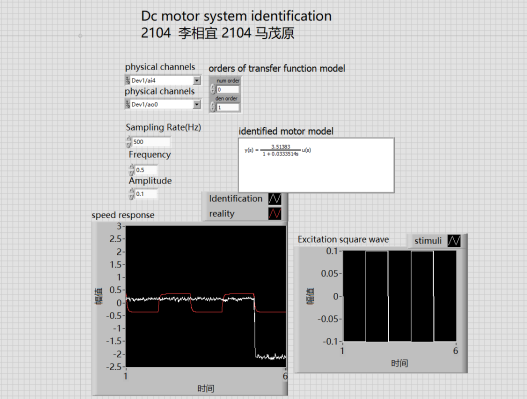 Dc motor system identification
2104 李相宜 2104 马茂原
physical channels
Dev1/ai4
physical channels
Dev1/ao0
orders of transfer function model
num order
0
den order
1
Sampling Rate(Hz)
500
Frequency
0.5
Amplitude
0.1
identified motor model
y(s) = 3.51383 / 1 + 0.0333514s u(s)
Identification
reality
speed response
3
2.5
2
1.5
1
0.5
0
-0.5
-1
-1.5
-2
-2.5
幅值
1
6
时间
Excitation square wave
stimuli
0.1
0.05
0
-0.05
-0.1
幅值
1
6
时间